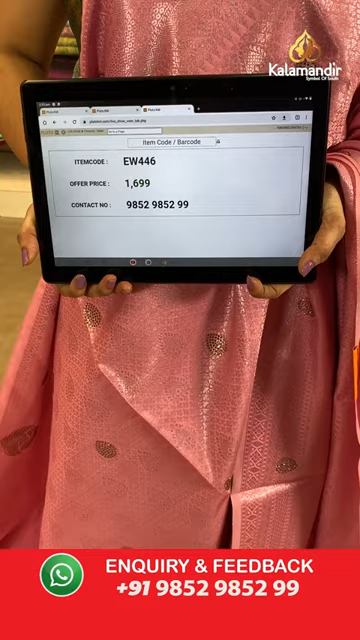 Kalamandir
Symbol Of South
Item Code / Barcode
ITEMCODE : EW446
OFFER PRICE : 1,699
CONTACT NO : 9852 9852 99
ENQUIRY & FEEDBACK
+91 9852 9852 99